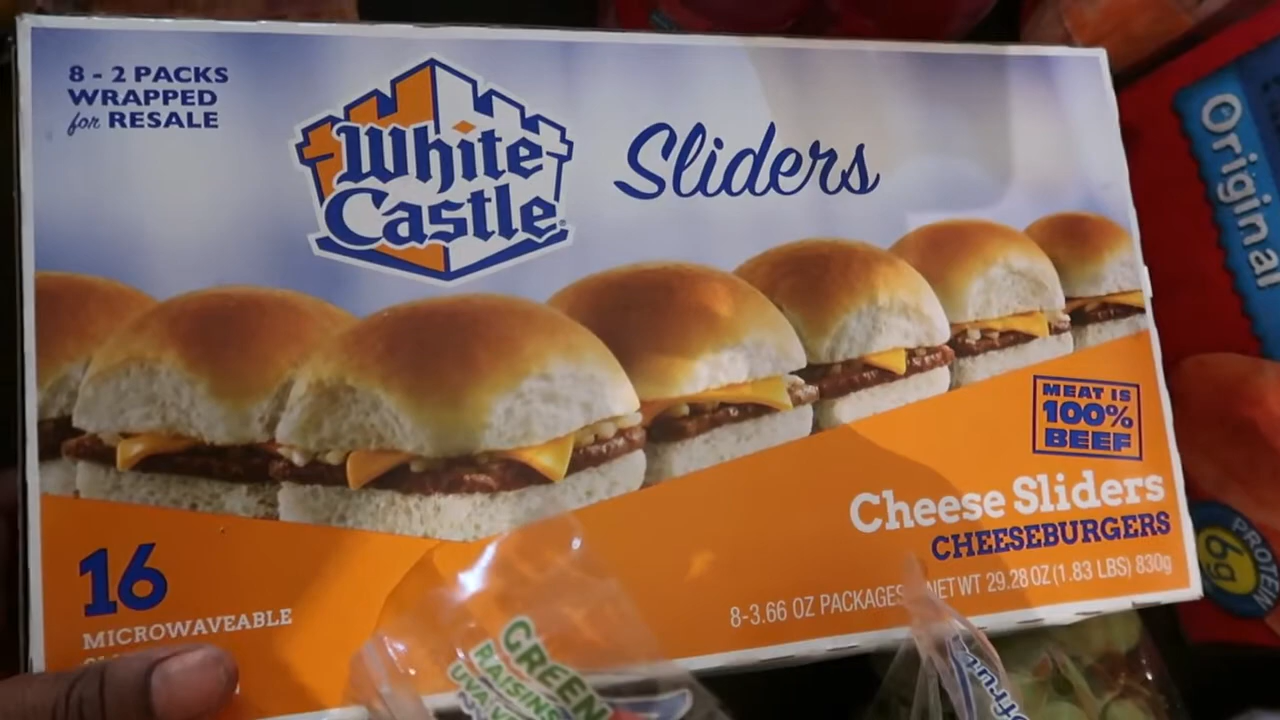 8 - 2 PACKS
WRAPPED
for RESALE
White
Castle
Sliders
MEAT IS
100%
BEEF
Cheese Sliders
CHEESEBURGERS
8-3.66 OZ PACKAGES NET WT 29.28 OZ (1.83 LBS) 830g
16
MICROWAVEABLE
GREEN
RAISINS
Original
6g
PROTEIN